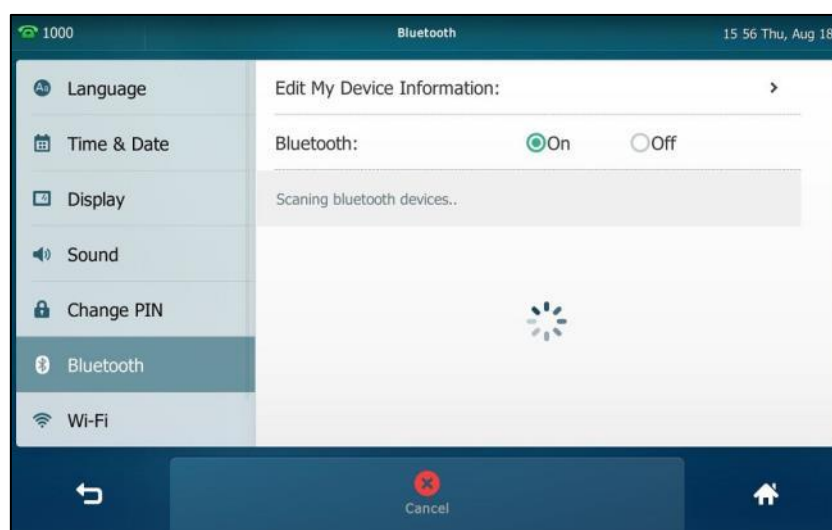 1000 Bluetooth 15 56 Thu, Aug 18
Language
Time & Date
Display
Sound
Change PIN
Bluetooth
Wi-Fi
Edit My Device Information:
Bluetooth: On Off
Scaning bluetooth devices..
Cancel